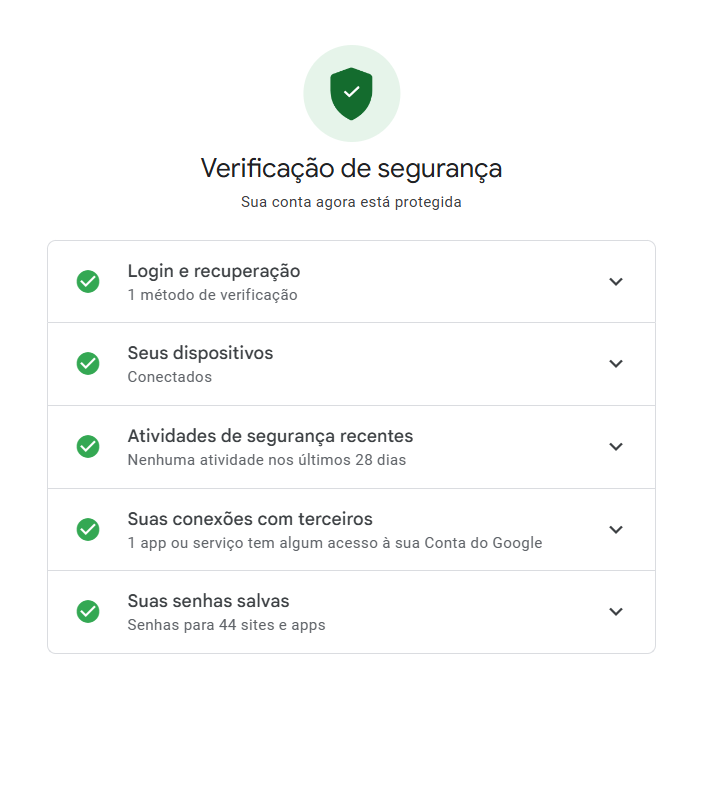 Verificação de segurança
Sua conta agora está protegida
Login e recuperação
1 método de verificação
Seus dispositivos
Conectados
Atividades de segurança recentes
Nenhuma atividade nos últimos 28 dias
Suas conexões com terceiros
1 app ou serviço tem algum acesso à sua Conta do Google
Suas senhas salvas
Senhas para 44 sites e apps